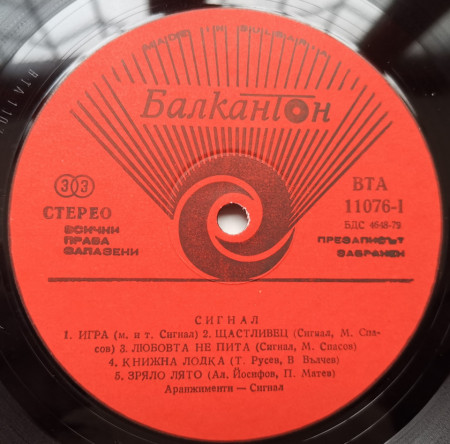 MADE IN BULGARIA
Балкантон
33
СТЕРЕО
ВСИЧКИ
ПРАВА
ЗАПАЗЕНИ
ВТА
11076-I
БДС 4648-79
ПРЕЗАПИСЪТ
ЗАБРАНЕН
СИГНАЛ
1. ИГРА (м. и т. Сигнал) 2. ЩАСТЛИВЕЦ (Сигнал, М. Спа-
сов) 3. ЛЮБОВТА НЕ ПИТА (Сигнал, М. Спасов)
4. КНИЖНА ЛОДКА (Т. Русев, В. Вълчев)
5. ЗРЯЛО ЛЯТО (Ал. Йосифов, П. Матев)
Аранжименти — Сигнал